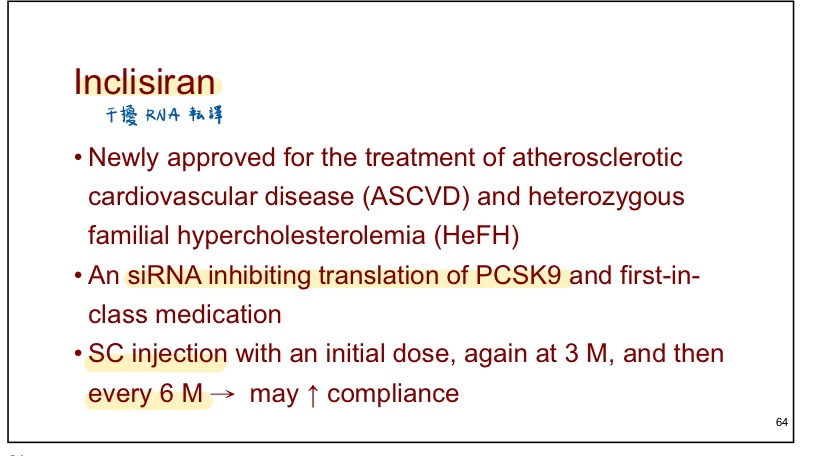 Inclisiran
干擾 RNA 転譯
• Newly approved for the treatment of atherosclerotic
cardiovascular disease (ASCVD) and heterozygous
familial hypercholesterolemia (HeFH)
• An siRNA inhibiting translation of PCSK9 and first-in-
class medication
• SC injection with an initial dose, again at 3 M, and then
every 6 M → may ↑ compliance
64